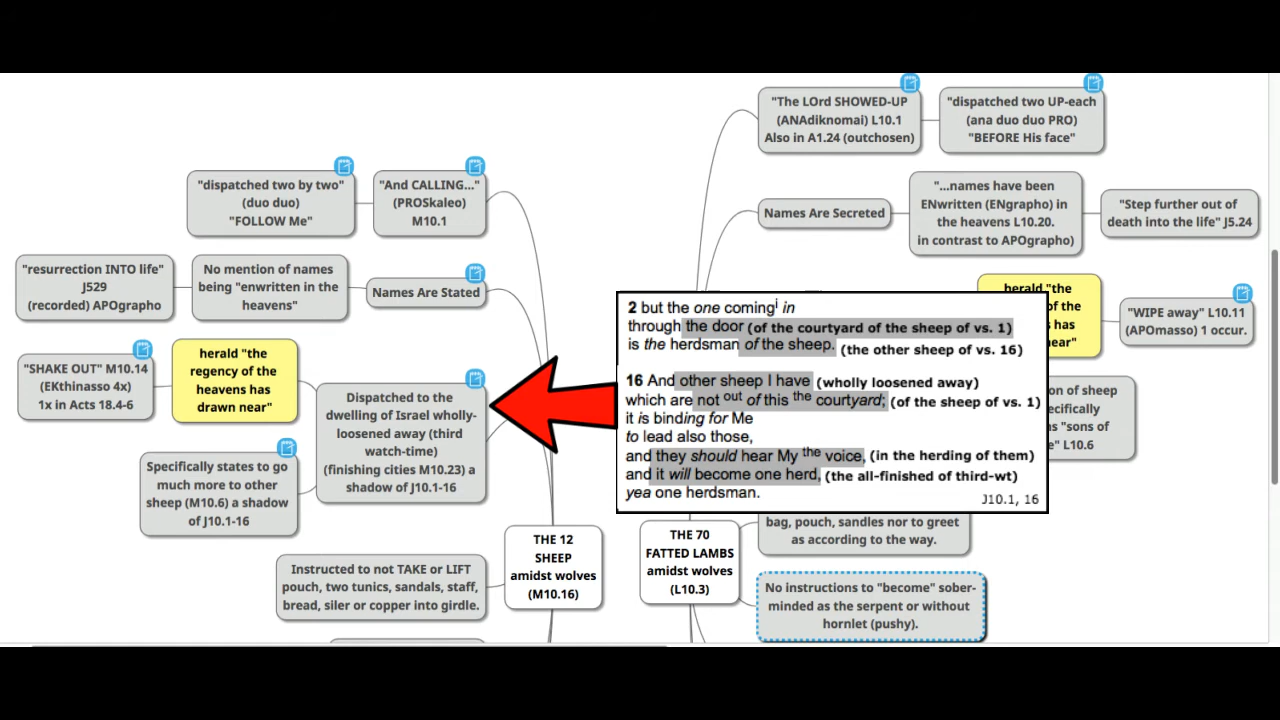 "The LOrd SHOWED-UP
(ANAdiknomai) L10.1
Also in A1.24 (outchosen)
"dispatched two UP-each
(ana duo duo PRO)
"BEFORE His face"
"dispatched two by two"
(duo duo)
"FOLLOW Me"
"And CALLING..."
(PROSkaleo)
M10.1
Names Are Secreted
"...names have been
ENwritten (ENgrapho) in
the heavens L10.20.
in contrast to APOgrapho)
"Step further out of
death into the life" J5.24
"resurrection INTO life"
J529
(recorded) APOgrapho
No mention of names
being "enwritten in the
heavens"
Names Are Stated
herald "the
of the
has
near"
"WIPE away" L10.11
(APOmasso) 1 occur.
"SHAKE OUT" M10.14
(EKthinasso 4x)
1x in Acts 18.4-6
herald "the
regency of the
heavens has
drawn near"
Dispatched to the
dwelling of Israel wholly-
loosened away (third
watch-time)
(finishing cities M10.23) a
shadow of J10.1-16
2 but the one comingⁱ in
through the door (of the courtyard of the sheep of vs. 1)
is the herdsman of the sheep. (the other sheep of vs. 16)
16 And other sheep I have (wholly loosened away)
which are not out of this the courtyard; (of the sheep of vs. 1)
it is binding for Me
to lead also those,
and they should hear My the voice, (in the herding of them)
and it will become one herd, (the all-finished of third-wt)
yea one herdsman.
J10.1, 16
on of sheep
ecifically
s "sons of
" L10.6
Specifically states to go
much more to other
sheep (M10.6) a shadow
of J10.1-16
THE 12
SHEEP
amidst wolves
(M10.16)
THE 70
FATTED LAMBS
amidst wolves
(L10.3)
bag, pouch, sandles nor to greet
as according to the way.
Instructed to not TAKE or LIFT
pouch, two tunics, sandals, staff,
bread, siler or copper into girdle.
No instructions to "become" sober-
minded as the serpent or without
hornlet (pushy).